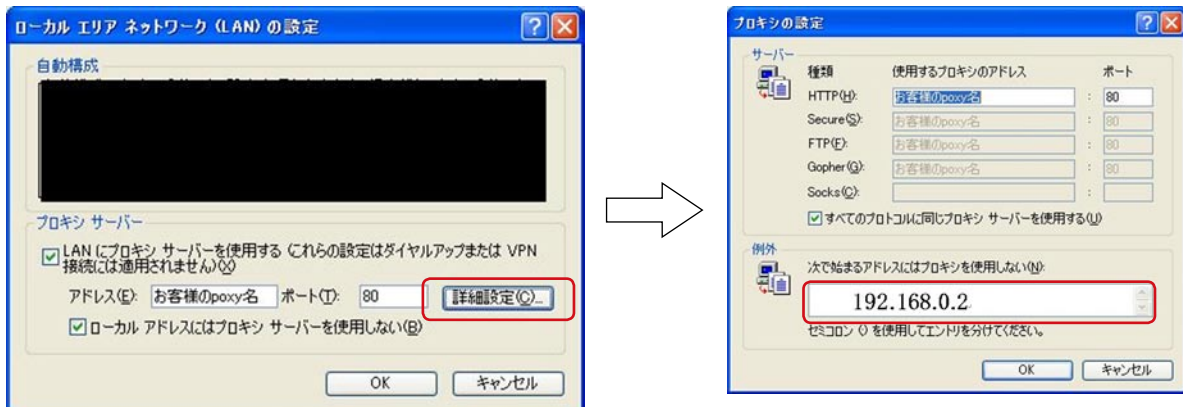 ローカル エリア ネットワーク (LAN) の設定
自動構成
プロキシ サーバー
LAN にプロキシ サーバーを使用する (これらの設定はダイヤルアップまたは VPN
接続には適用されません)(X)
アドレス(E): お客様のpoxy名 ポート(T): 80 詳細設定(C)...
ローカル アドレスにはプロキシ サーバーを使用しない(B)
OK キャンセル
プロキシの設定
サーバー
種類 使用するプロキシのアドレス ポート
HTTP(H): お客様のpoxy名 : 80
Secure(S): お客様のpoxy名 : 80
FTP(F): お客様のpoxy名 : 80
Gopher(G): お客様のpoxy名 : 80
Socks(C): :
すべてのプロトコルに同じプロキシ サーバーを使用する(U)
例外
次で始まるアドレスにはプロキシを使用しない(N):
192.168.0.2
セミコロン (;) を使用してエントリを分けてください。
OK キャンセル